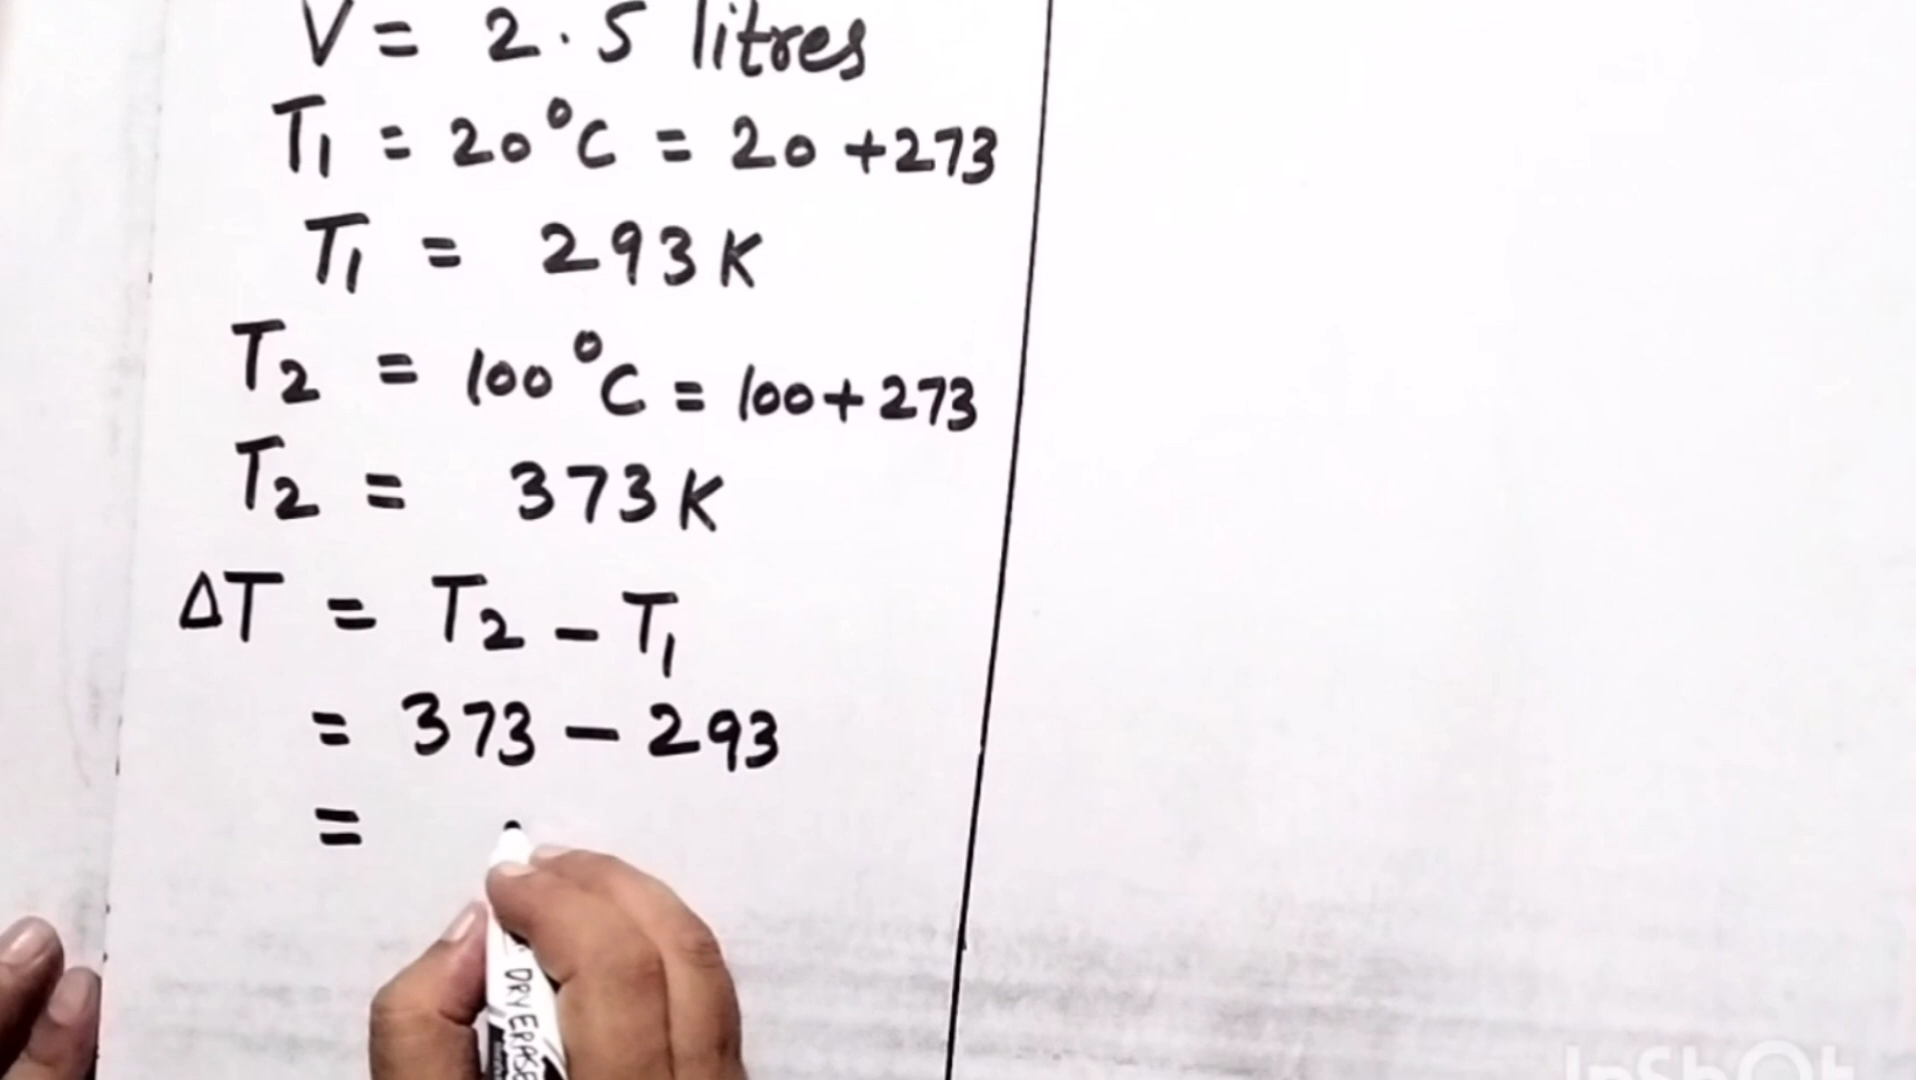 V = 2.5 litres
T1 = 20°C = 20 + 273
T1 = 293 K
T2 = 100°C = 100 + 273
T2 = 373 K
ΔT = T2 - T1
= 373 - 293
=
DRY ERASE
InShOt